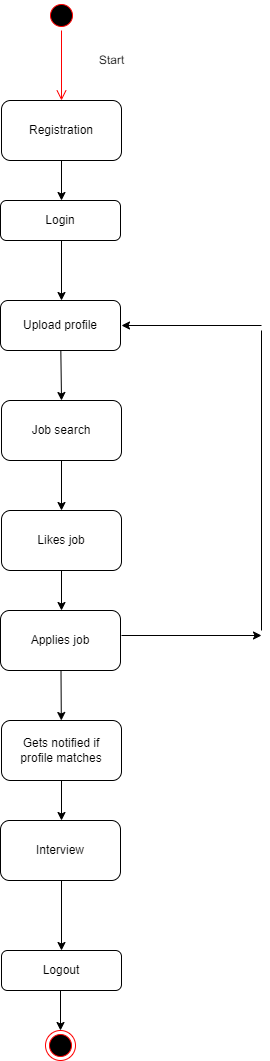 Start
Registration
Login
Upload profile
Job search
Likes job
Applies job
Gets notified if
profile matches
Interview
Logout